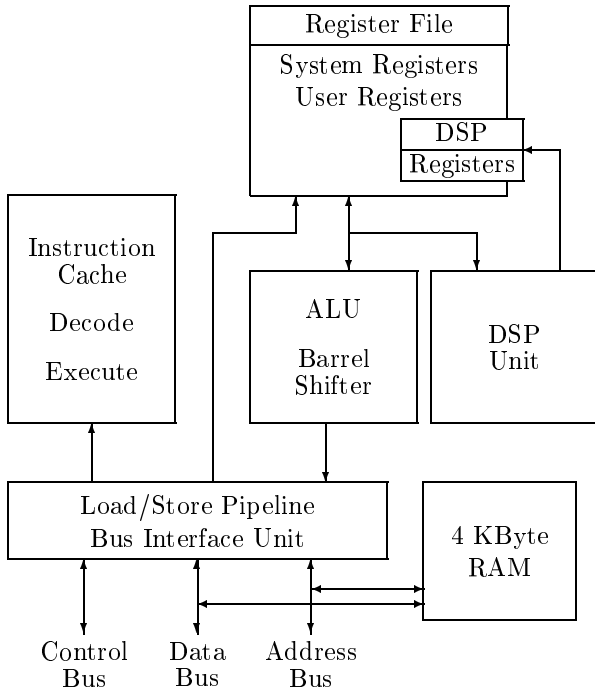 Register File
System Registers
User Registers
DSP
Registers
Instruction
Cache
Decode
Execute
ALU
Barrel
Shifter
DSP
Unit
Load/Store Pipeline
Bus Interface Unit
4 KByte
RAM
Control
Bus
Data
Bus
Address
Bus